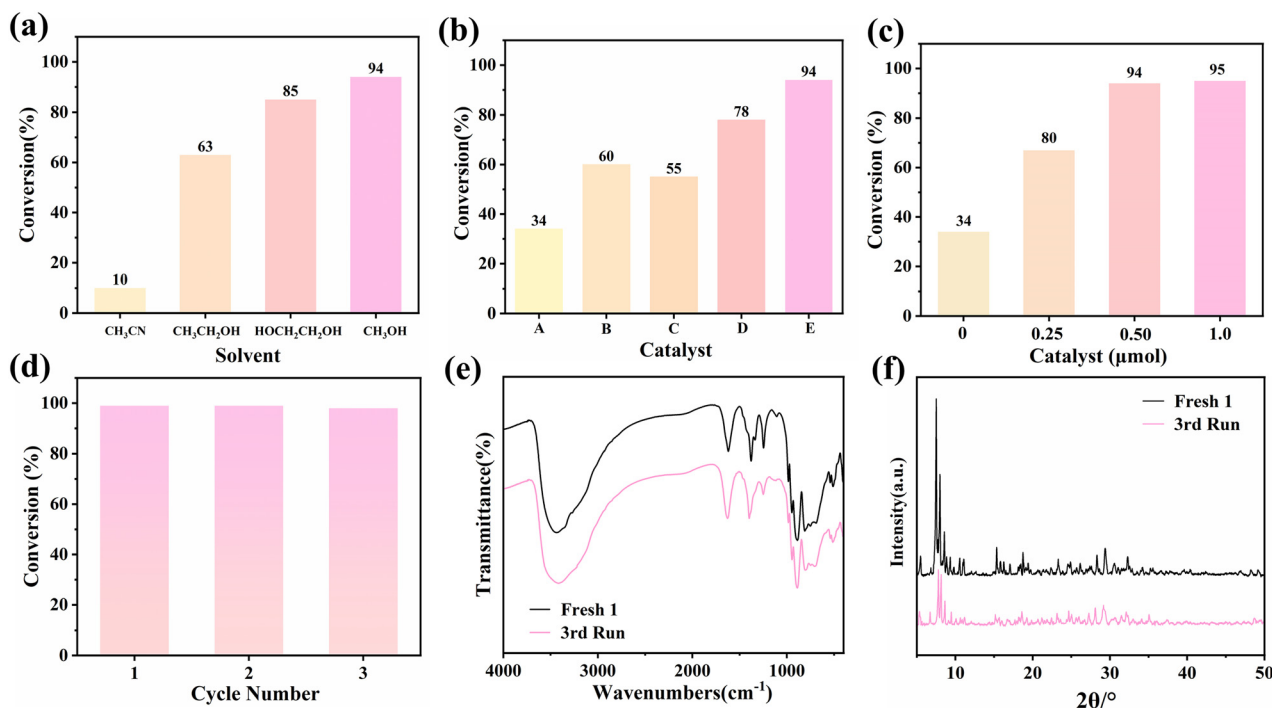 (a)
Conversion(%)
100
80
60
40
20
0
10
63
85
94
CH₃CN
CH₃CH₂OH
HOCH₂CH₂OH
CH₃OH
Solvent
(b)
Conversion(%)
100
80
60
40
20
0
34
60
55
78
94
A
B
C
D
E
Catalyst
(c)
Conversion (%)
100
80
60
40
20
0
34
80
94
95
0
0.25
0.50
1.0
Catalyst (μmol)
(d)
Conversion (%)
100
80
60
40
20
0
1
2
3
Cycle Number
(e)
Transmittance(%)
Fresh 1
3rd Run
4000
3000
2000
1000
Wavenumbers(cm⁻¹)
(f)
Intensity(a.u.)
Fresh 1
3rd Run
10
20
30
40
50
2θ/°